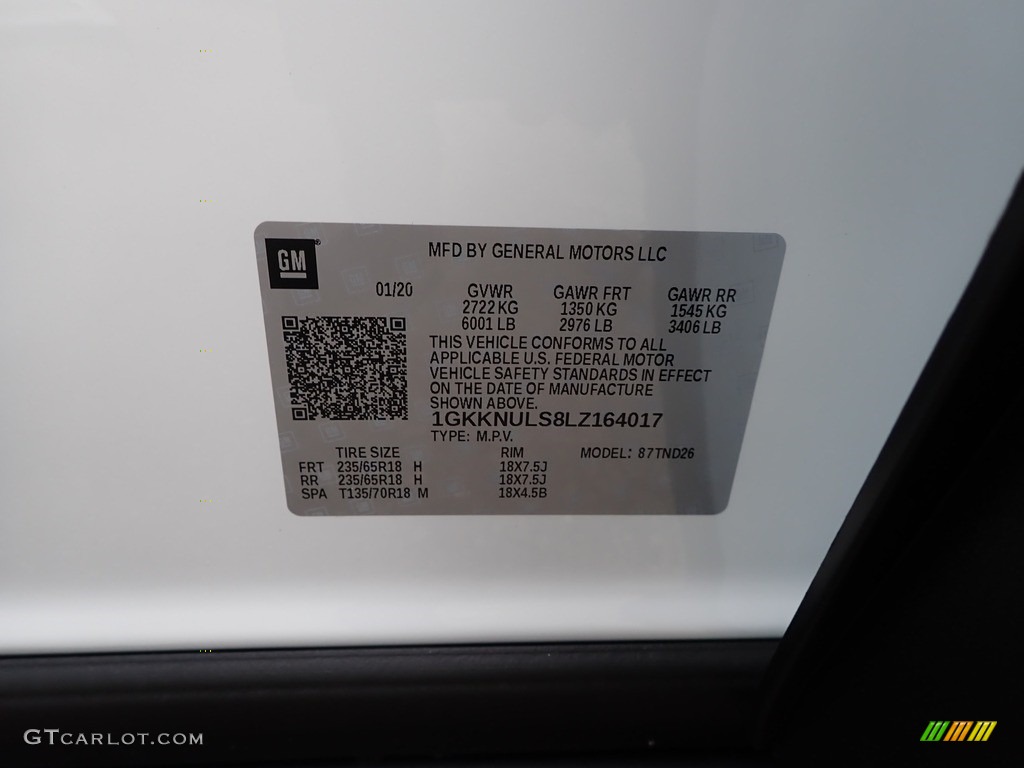 GM
MFD BY GENERAL MOTORS LLC
01/20 GVWR GAWR FRT GAWR RR
2722 KG 1350 KG 1545 KG
6001 LB 2976 LB 3406 LB
THIS VEHICLE CONFORMS TO ALL
APPLICABLE U.S. FEDERAL MOTOR
VEHICLE SAFETY STANDARDS IN EFFECT
ON THE DATE OF MANUFACTURE
SHOWN ABOVE.
1GKKNULS8LZ164017
TYPE: M.P.V.
TIRE SIZE RIM MODEL: 87TND26
FRT 235/65R18 H 18X7.5J
RR 235/65R18 H 18X7.5J
SPA T135/70R18 M 18X4.5B
GTCARLOT.COM